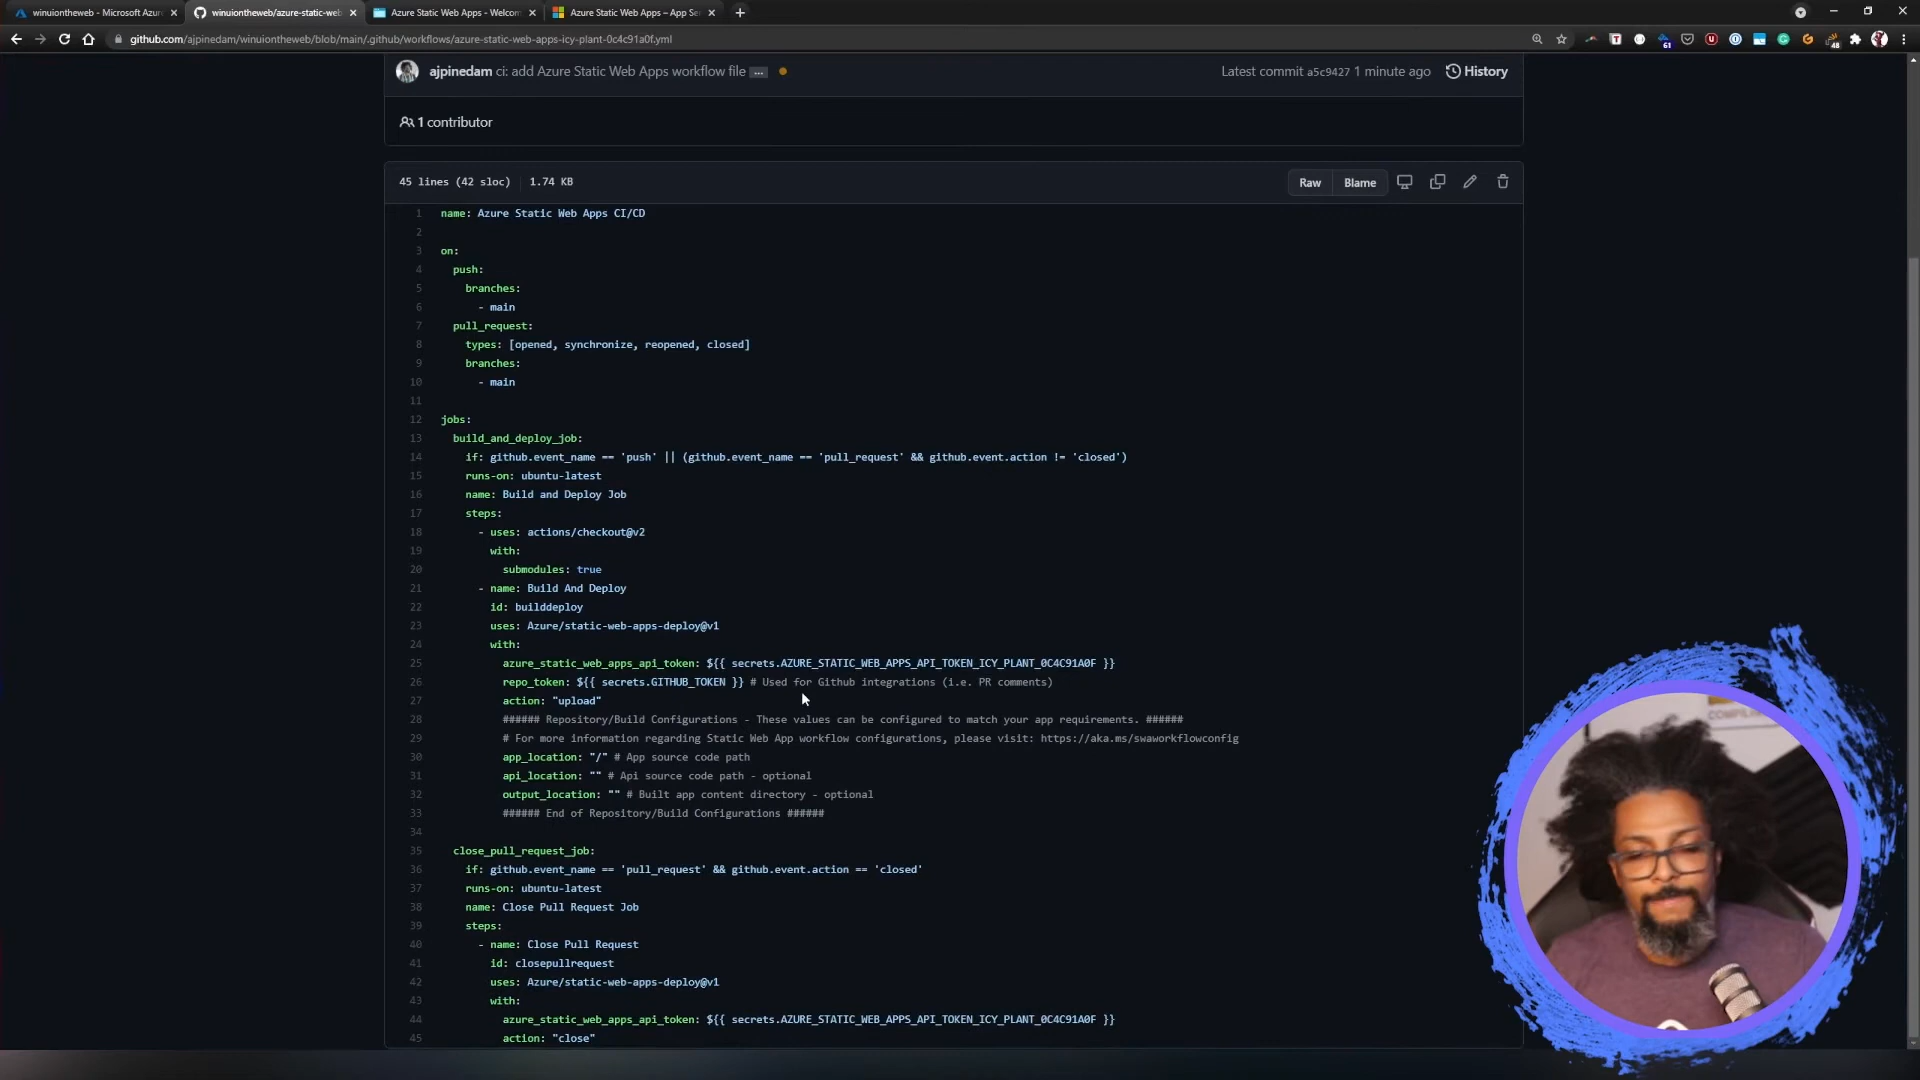 winuiontheweb - Microsoft Azur
winuiontheweb/azure-static-web-
Azure Static Web Apps - Welcom
Azure Static Web Apps – App Ser
github.com/ajpinedam/winuiontheweb/blob/main/.github/workflows/azure-static-web-apps-icy-plant-0c4c91a0f.yml
ajpinedam ci: add Azure Static Web Apps workflow file ...
Latest commit a5c9427 1 minute ago History
1 contributor
45 lines (42 sloc) 1.74 KB
Raw Blame
1 name: Azure Static Web Apps CI/CD
2
3 on:
4 push:
5 branches:
6 - main
7 pull_request:
8 types: [opened, synchronize, reopened, closed]
9 branches:
10 - main
11
12 jobs:
13 build_and_deploy_job:
14 if: github.event_name == 'push' || (github.event_name == 'pull_request' && github.event.action != 'closed')
15 runs-on: ubuntu-latest
16 name: Build and Deploy Job
17 steps:
18 - uses: actions/checkout@v2
19 with:
20 submodules: true
21 - name: Build And Deploy
22 id: builddeploy
23 uses: Azure/static-web-apps-deploy@v1
24 with:
25 azure_static_web_apps_api_token: ${{ secrets.AZURE_STATIC_WEB_APPS_API_TOKEN_ICY_PLANT_0C4C91A0F }}
26 repo_token: ${{ secrets.GITHUB_TOKEN }} # Used for Github integrations (i.e. PR comments)
27 action: "upload"
28 ###### Repository/Build Configurations - These values can be configured to match your app requirements. ######
29 # For more information regarding Static Web App workflow configurations, please visit: https://aka.ms/swaworkflowconfig
30 app_location: "/" # App source code path
31 api_location: "" # Api source code path - optional
32 output_location: "" # Built app content directory - optional
33 ###### End of Repository/Build Configurations ######
34
35 close_pull_request_job:
36 if: github.event_name == 'pull_request' && github.event.action == 'closed'
37 runs-on: ubuntu-latest
38 name: Close Pull Request Job
39 steps:
40 - name: Close Pull Request
41 id: closepullrequest
42 uses: Azure/static-web-apps-deploy@v1
43 with:
44 azure_static_web_apps_api_token: ${{ secrets.AZURE_STATIC_WEB_APPS_API_TOKEN_ICY_PLANT_0C4C91A0F }}
45 action: "close"